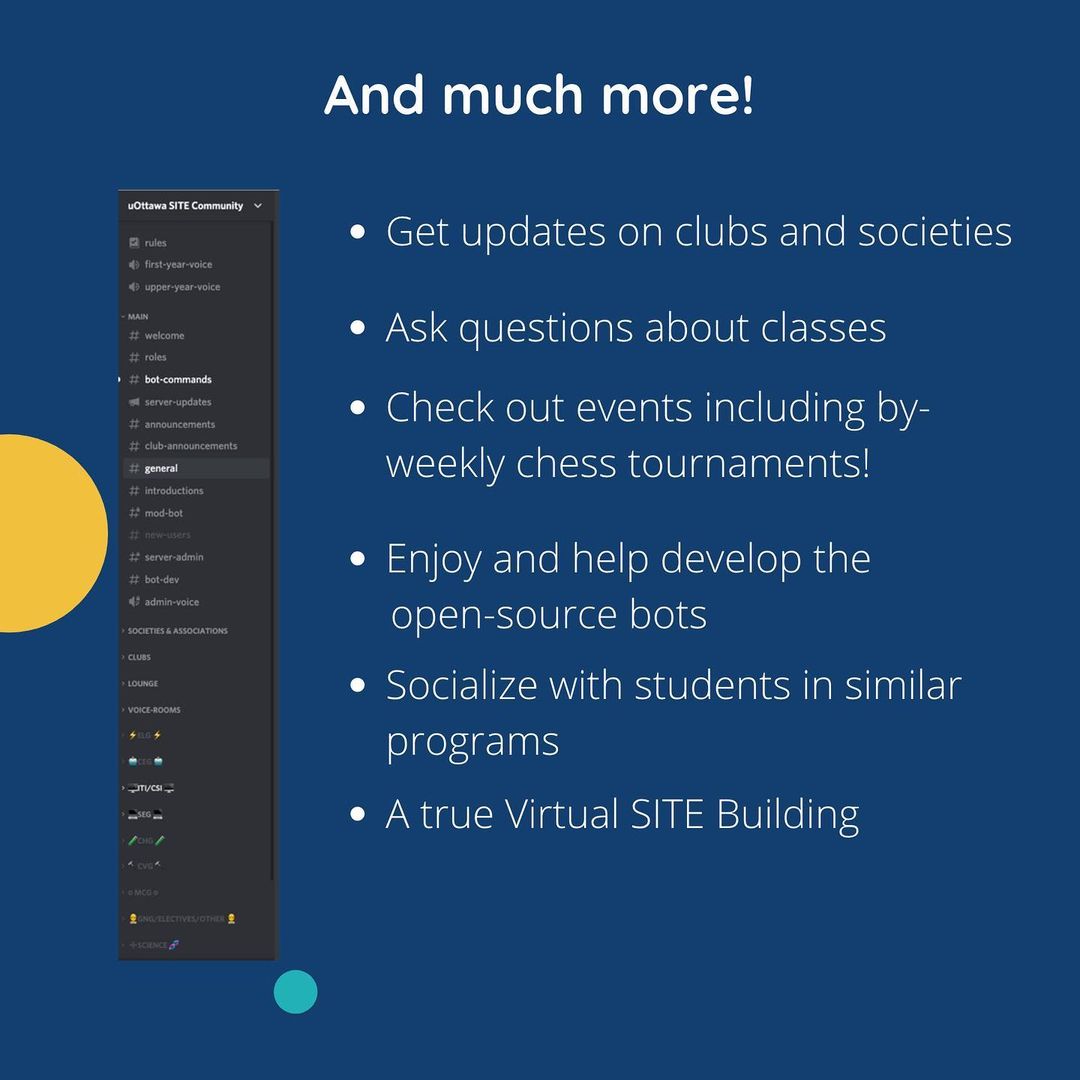 And much more!
uOttawa SITE Community
rules
first-year-voice
upper-year-voice
MAIN
# welcome
# roles
# bot-commands
server-updates
# announcements
# club-announcements
# general
# introductions
# mod-bot
# new-users
# server-admin
# bot-dev
admin-voice
SOCIETIES & ASSOCIATIONS
CLUBS
LOUNGE
VOICE-ROOMS
⚡ELG⚡
🤖CEG🤖
🖥️ITI/CSI🖥️
💻SEG💻
🧪CHG🧪
🔨CVG🔨
⚙MCG⚙
👷GNG/ELECTIVES/OTHER👷
SCIENCE🧬
• Get updates on clubs and societies
• Ask questions about classes
• Check out events including by-
weekly chess tournaments!
• Enjoy and help develop the
open-source bots
• Socialize with students in similar
programs
• A true Virtual SITE Building